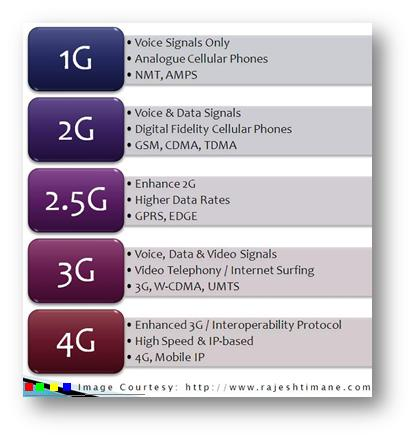 1G
• Voice Signals Only
• Analogue Cellular Phones
• NMT, AMPS
2G
• Voice & Data Signals
• Digital Fidelity Cellular Phones
• GSM, CDMA, TDMA
2.5G
• Enhance 2G
• Higher Data Rates
• GPRS, EDGE
3G
• Voice, Data & Video Signals
• Video Telephony / Internet Surfing
• 3G, W-CDMA, UMTS
4G
• Enhanced 3G / Interoperability Protocol
• High Speed & IP-based
• 4G, Mobile IP
Image Courtesy: http://www.rajeshtimane.com